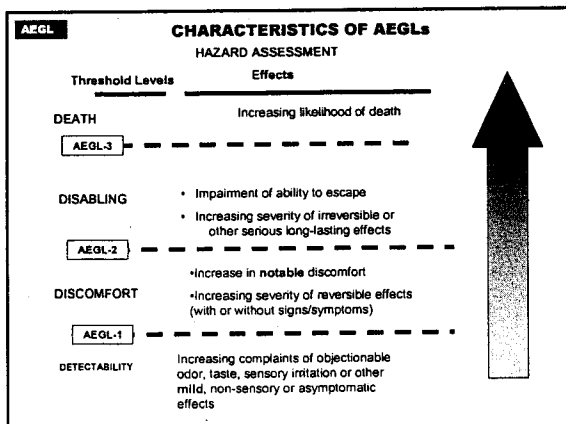 AEGL
CHARACTERISTICS OF AEGLs
HAZARD ASSESSMENT
Threshold Levels
Effects
DEATH
Increasing likelihood of death
AEGL-3
DISABLING
• Impairment of ability to escape
• Increasing severity of irreversible or
other serious long-lasting effects
AEGL-2
DISCOMFORT
•Increase in notable discomfort
•Increasing severity of reversible effects
(with or without signs/symptoms)
AEGL-1
DETECTABILITY
Increasing complaints of objectionable
odor, taste, sensory irritation or other
mild, non-sensory or asymptomatic
effects